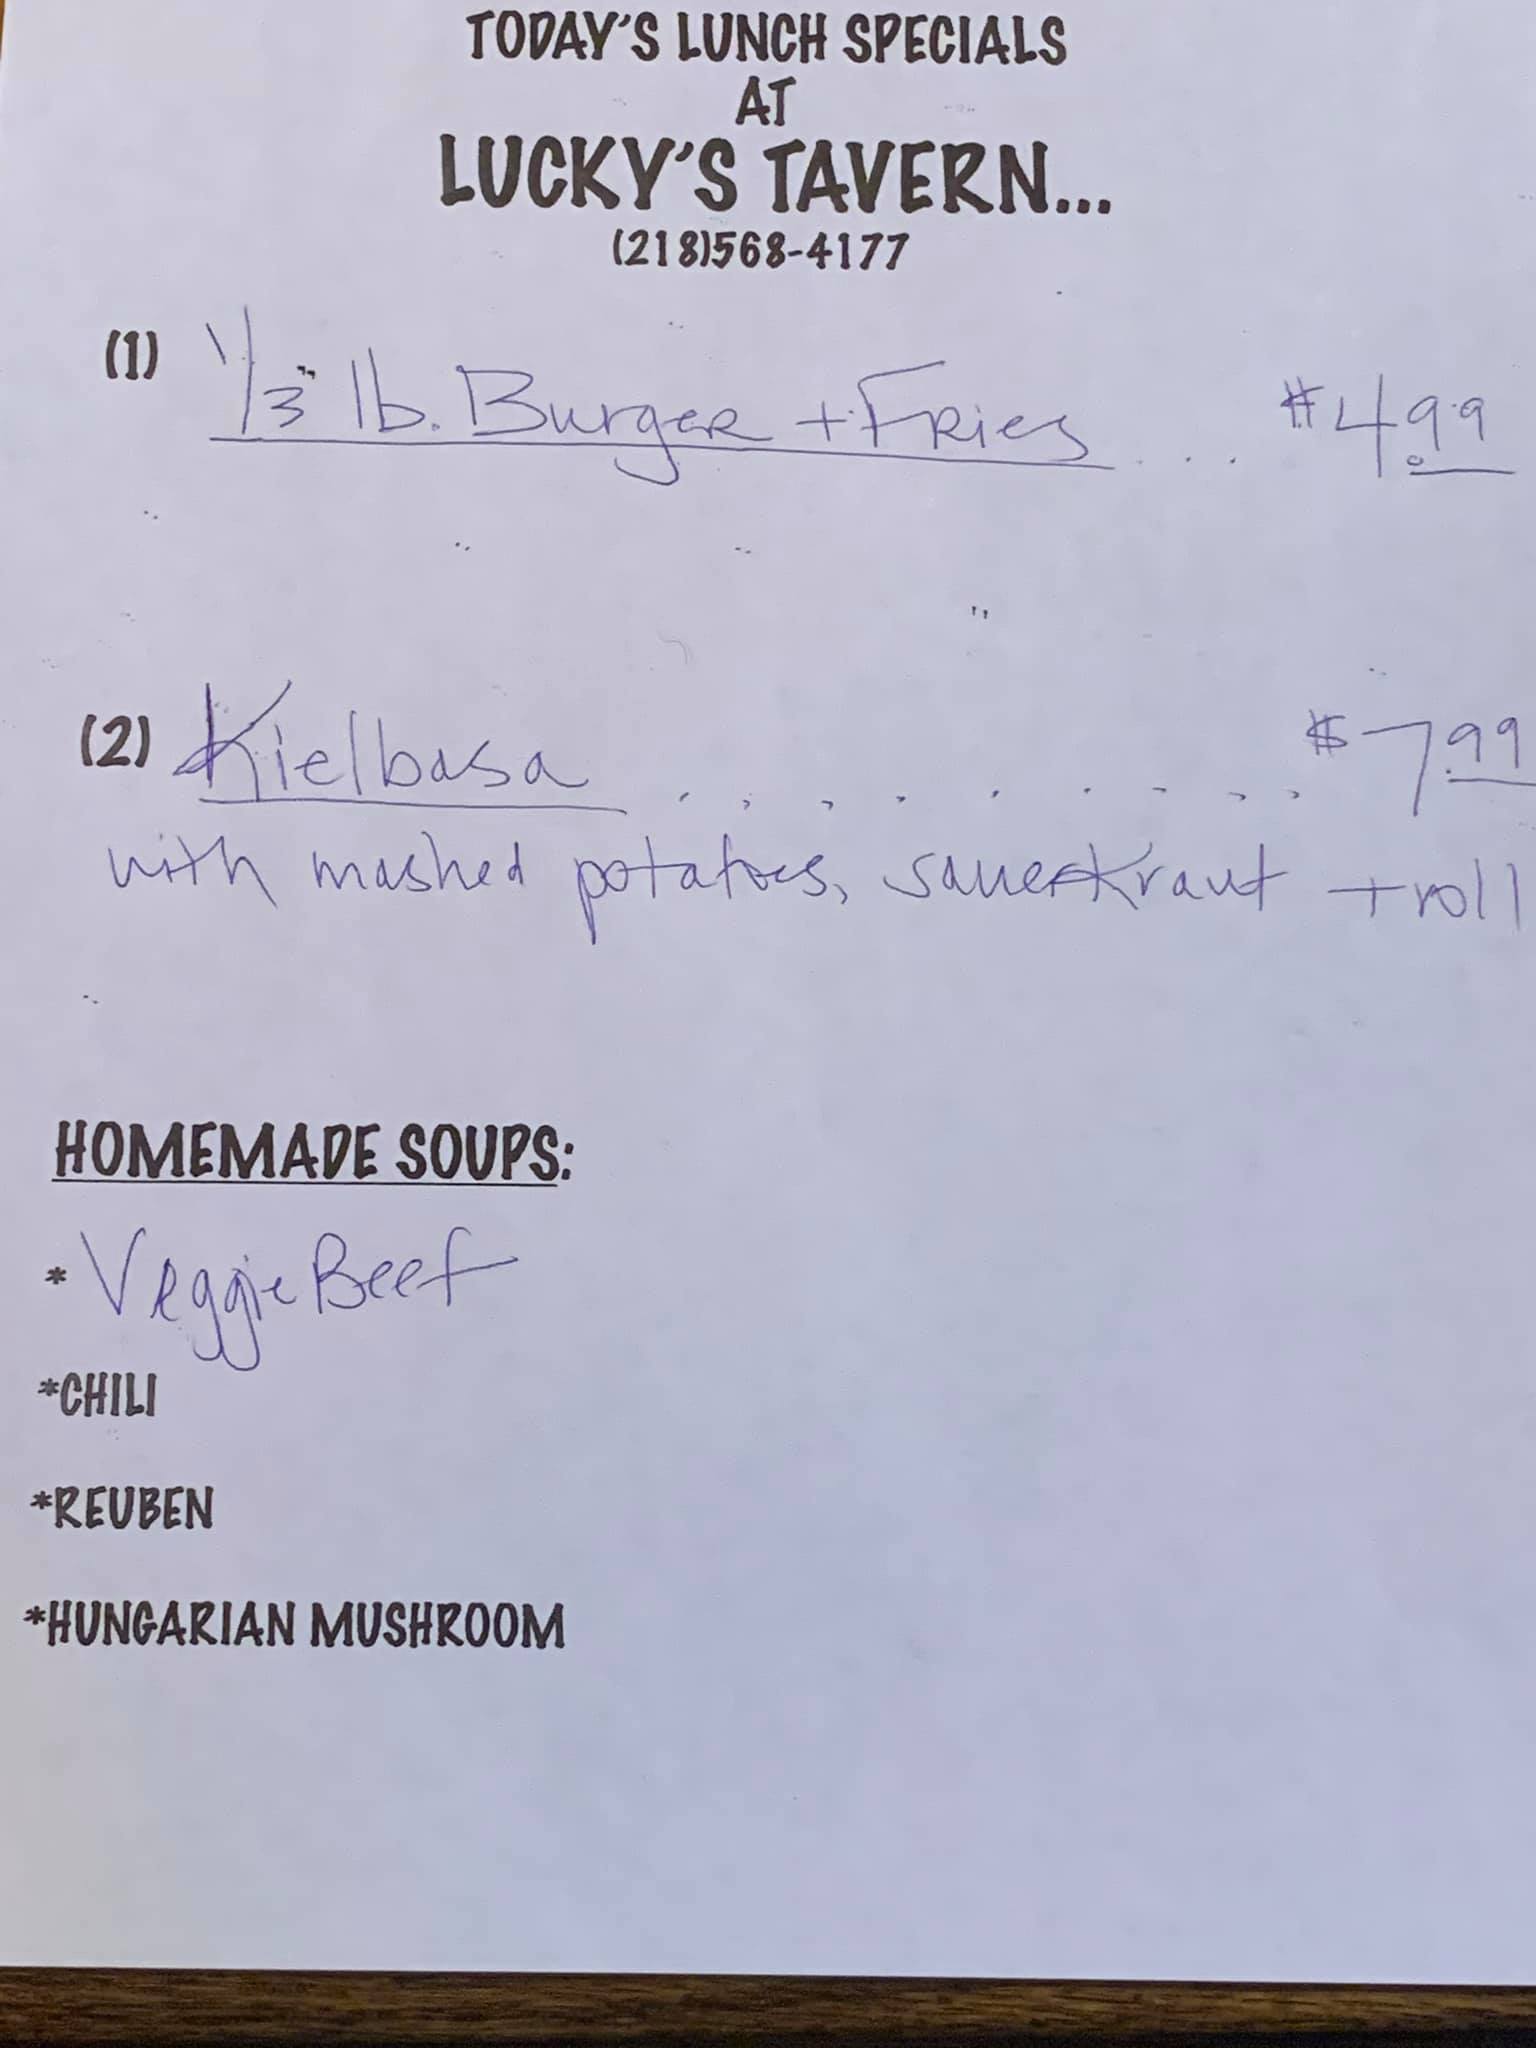 TODAY'S LUNCH SPECIALS
AT
LUCKY'S TAVERN...
(218)568-4177
(1) 1/3 lb. Burger + Fries ... $4.99
(2) Kielbasa .......... $7.99
with mashed potatoes, sauerkraut + roll
HOMEMADE SOUPS:
* Veggie Beef
*CHILI
*REUBEN
*HUNGARIAN MUSHROOM